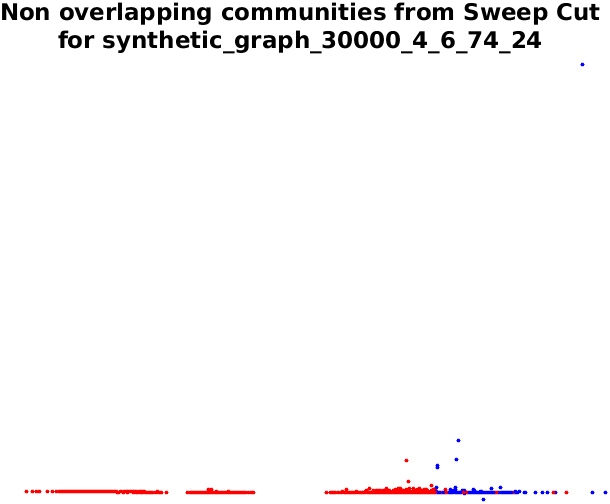 Non overlapping communities from Sweep Cut
for synthetic_graph_30000_4_6_74_24